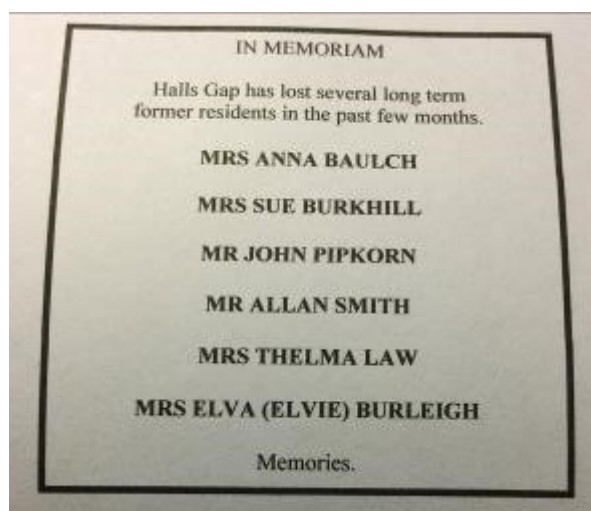 IN MEMORIAM
Halls Gap has lost several long term
former residents in the past few months.
MRS ANNA BAULCH
MRS SUE BURKHILL
MR JOHN PIPKORN
MR ALLAN SMITH
MRS THELMA LAW
MRS ELVA (ELVIE) BURLEIGH
Memories.